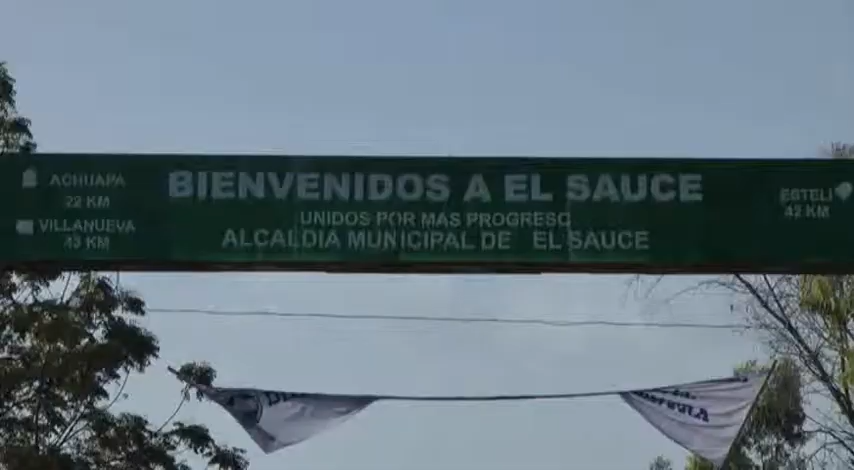 ACHUAPA
22 KM
VILLANUEVA
43 KM
BIENVENIDOS A EL SAUCE
UNIDOS POR MAS PROGRESO
ALCALDIA MUNICIPAL DE EL SAUCE
ESTELI
42 KM